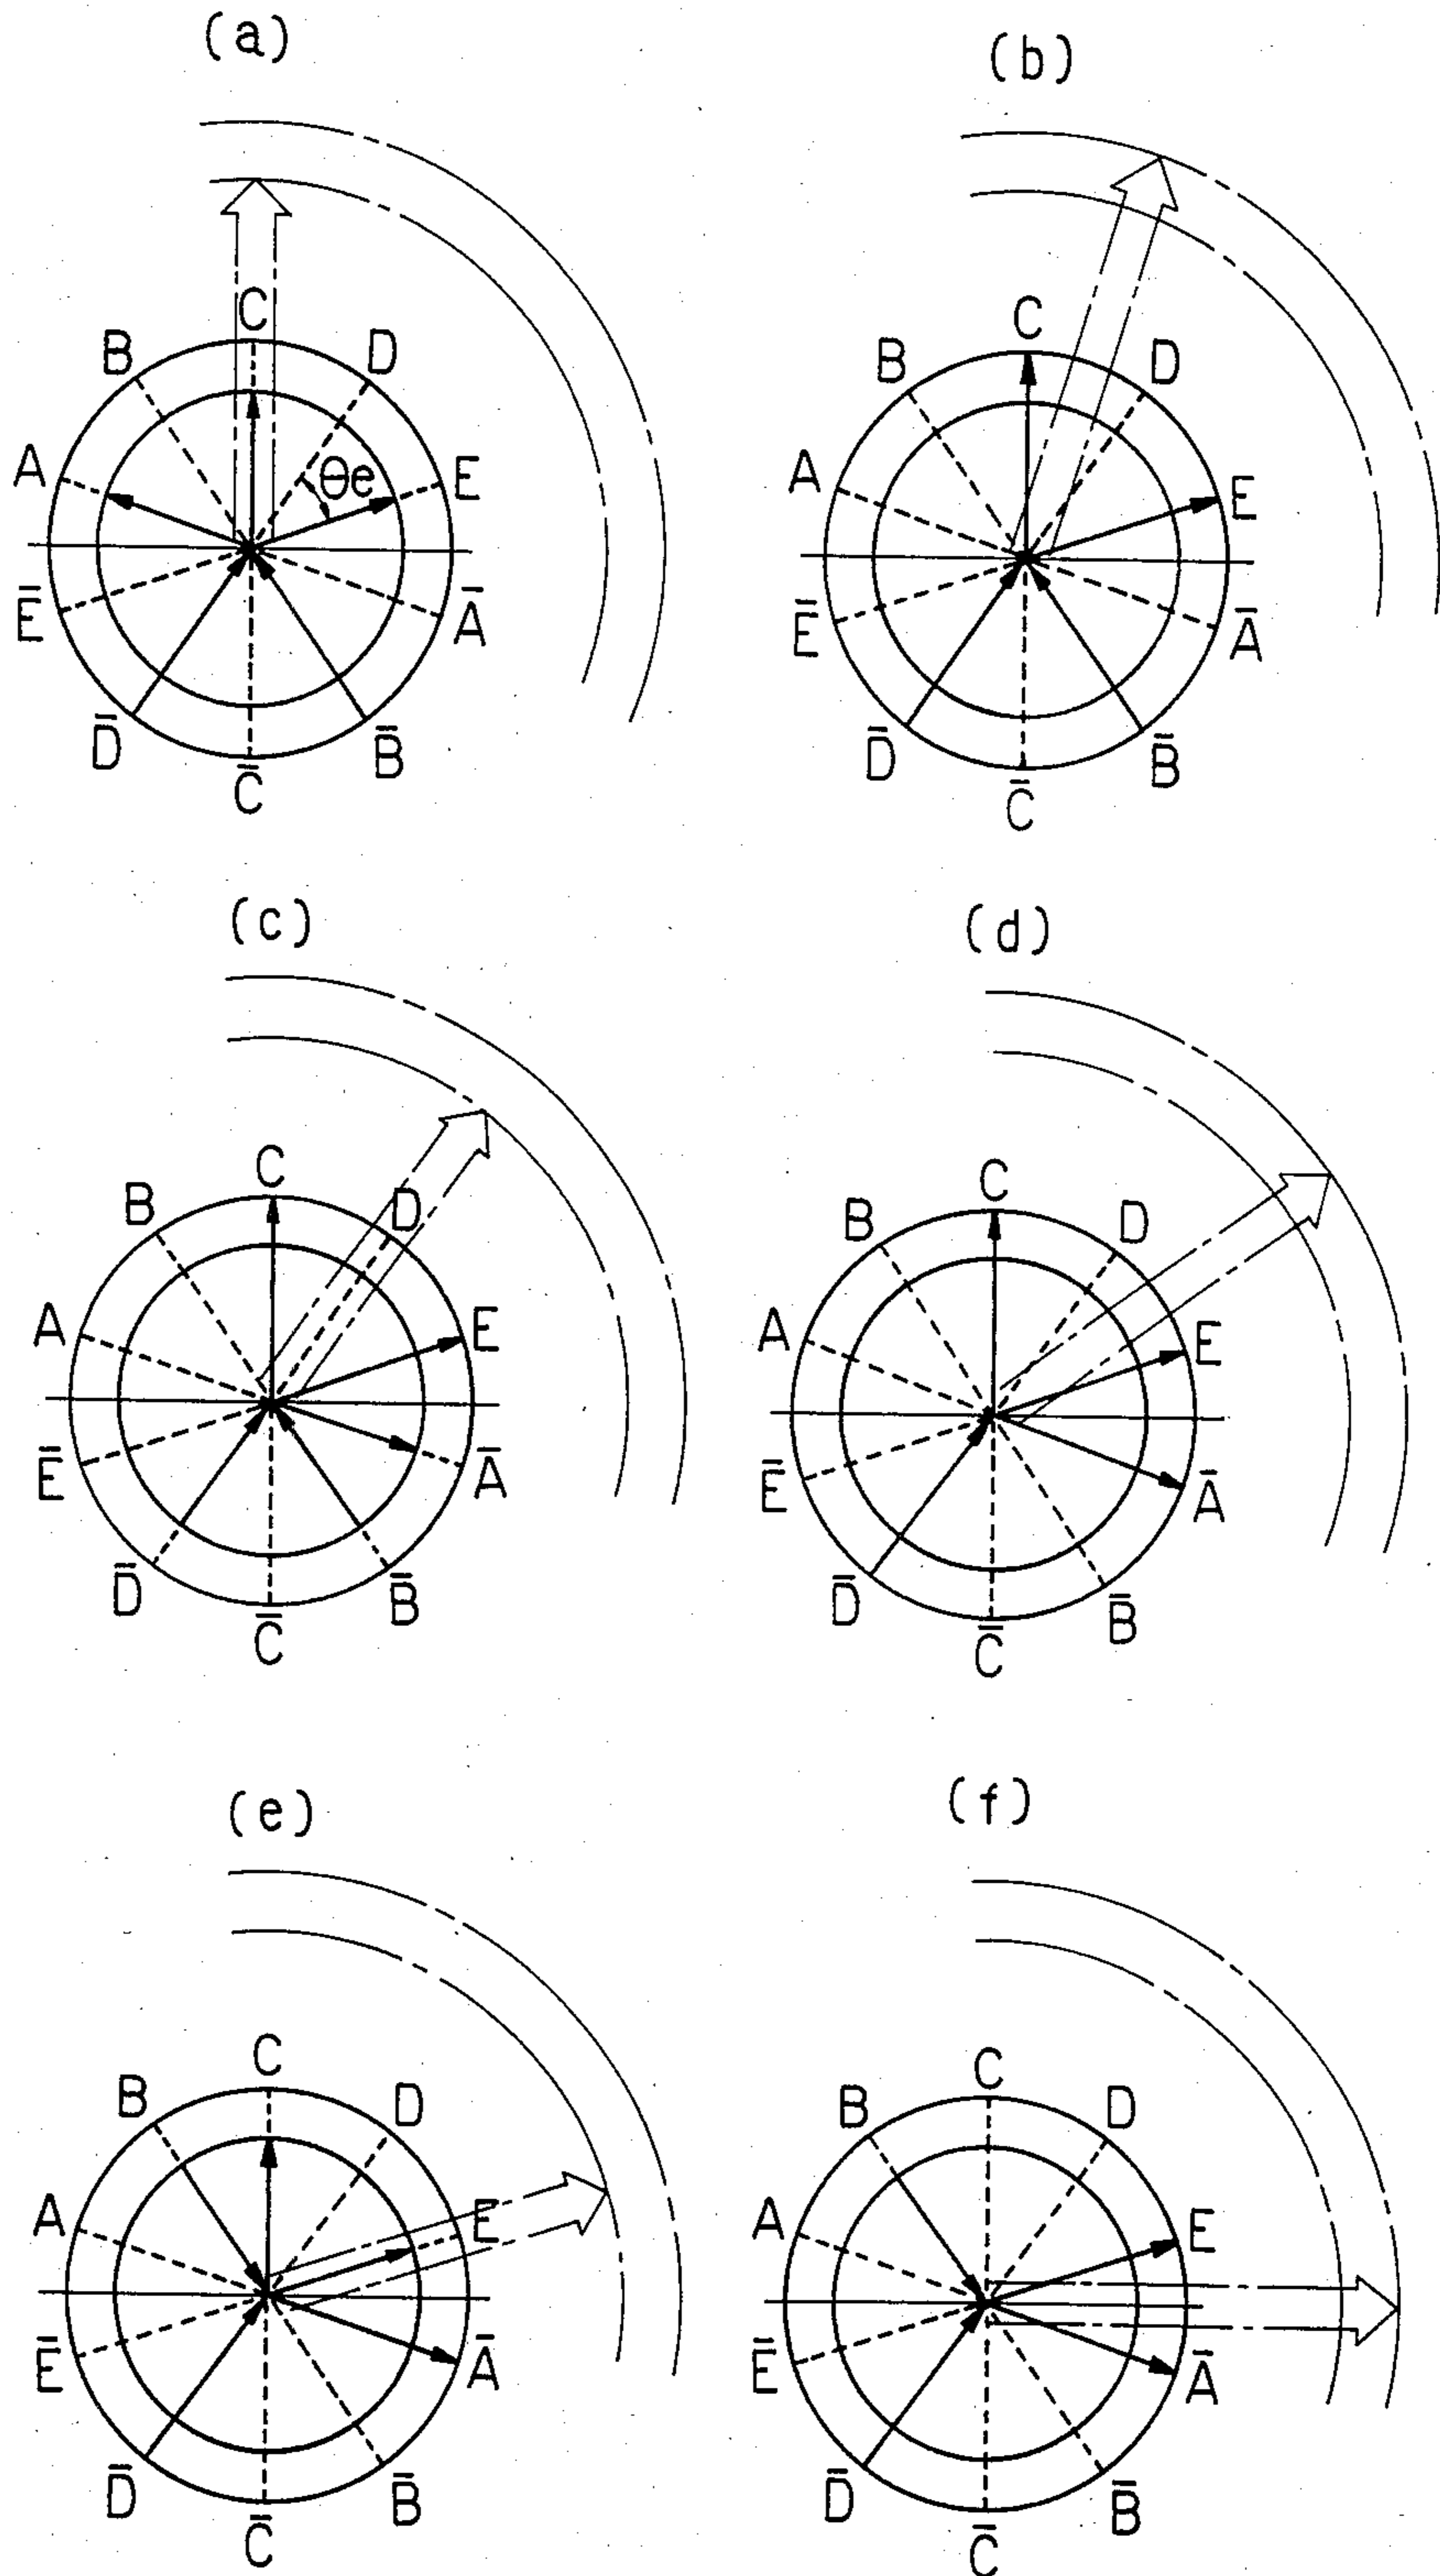 (a)
C
B
D
A
θe
E
Ē
Ā
D̄
B̄
C̄
(b)
C
B
D
A
E
Ē
Ā
D̄
B̄
C̄
(c)
C
B
D
A
E
Ē
Ā
D̄
B̄
C̄
(d)
C
B
D
A
E
Ē
Ā
D̄
B̄
C̄
(e)
C
B
D
A
E
Ē
Ā
D̄
B̄
C̄
(f)
C
B
D
A
E
Ē
Ā
D̄
B̄
C̄